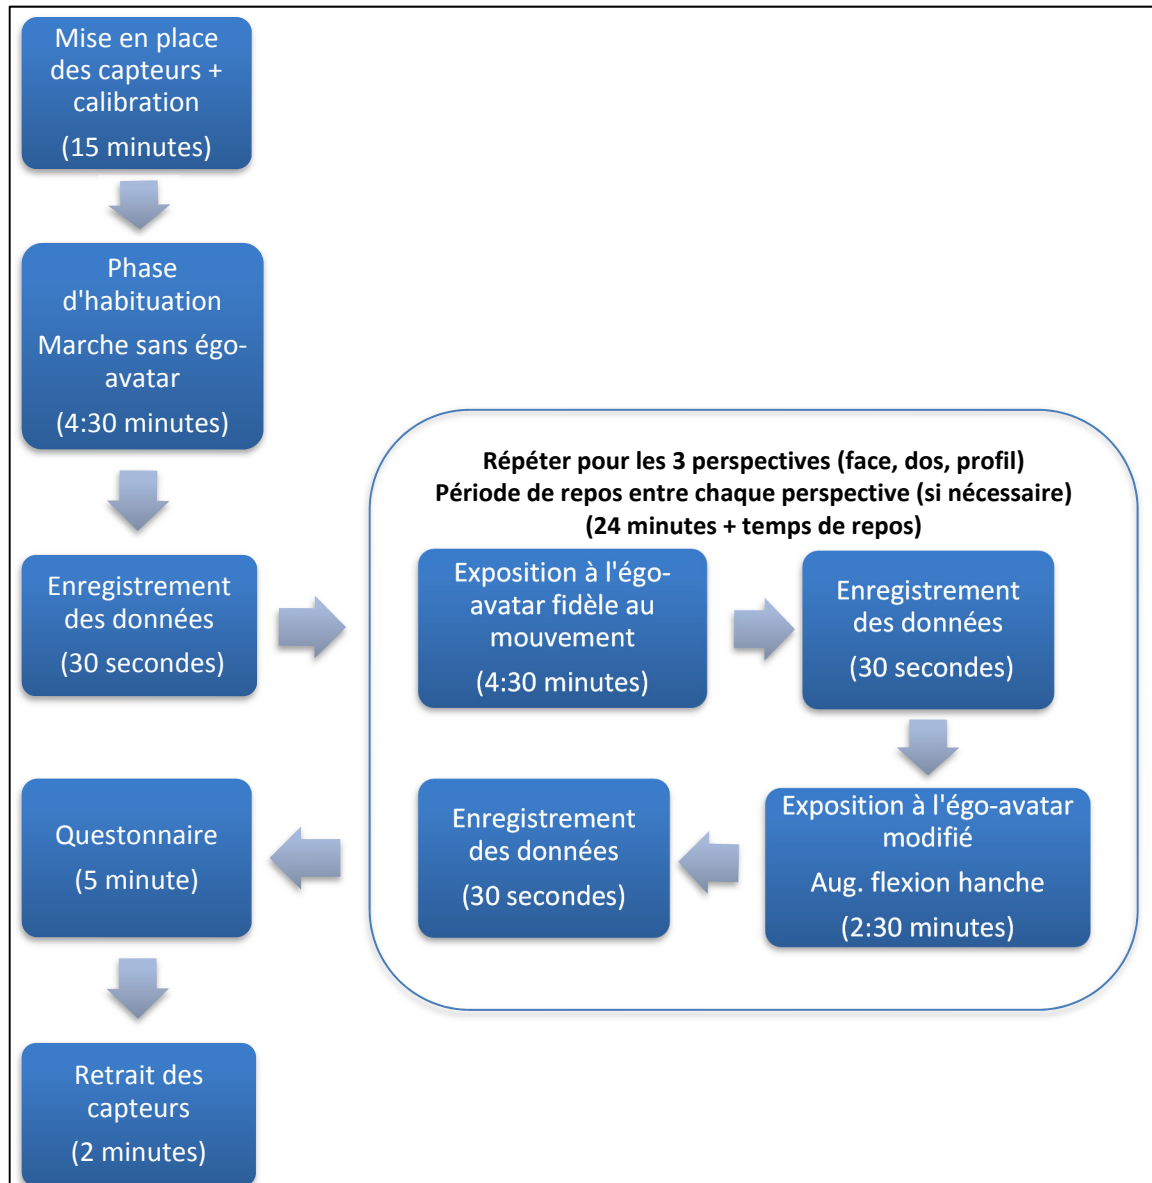 Mise en place
des capteurs +
calibration
(15 minutes)
Phase
d'habituation
Marche sans égo-
avatar
(4:30 minutes)
Enregistrement
des données
(30 secondes)
Répéter pour les 3 perspectives (face, dos, profil)
Période de repos entre chaque perspective (si nécessaire)
(24 minutes + temps de repos)
Exposition à l'égo-
avatar fidèle au
mouvement
(4:30 minutes)
Enregistrement
des données
(30 secondes)
Exposition à l'égo-avatar
modifié
Aug. flexion hanche
(2:30 minutes)
Enregistrement
des données
(30 secondes)
Questonnaire
(5 minute)
Retrait des
capteurs
(2 minutes)